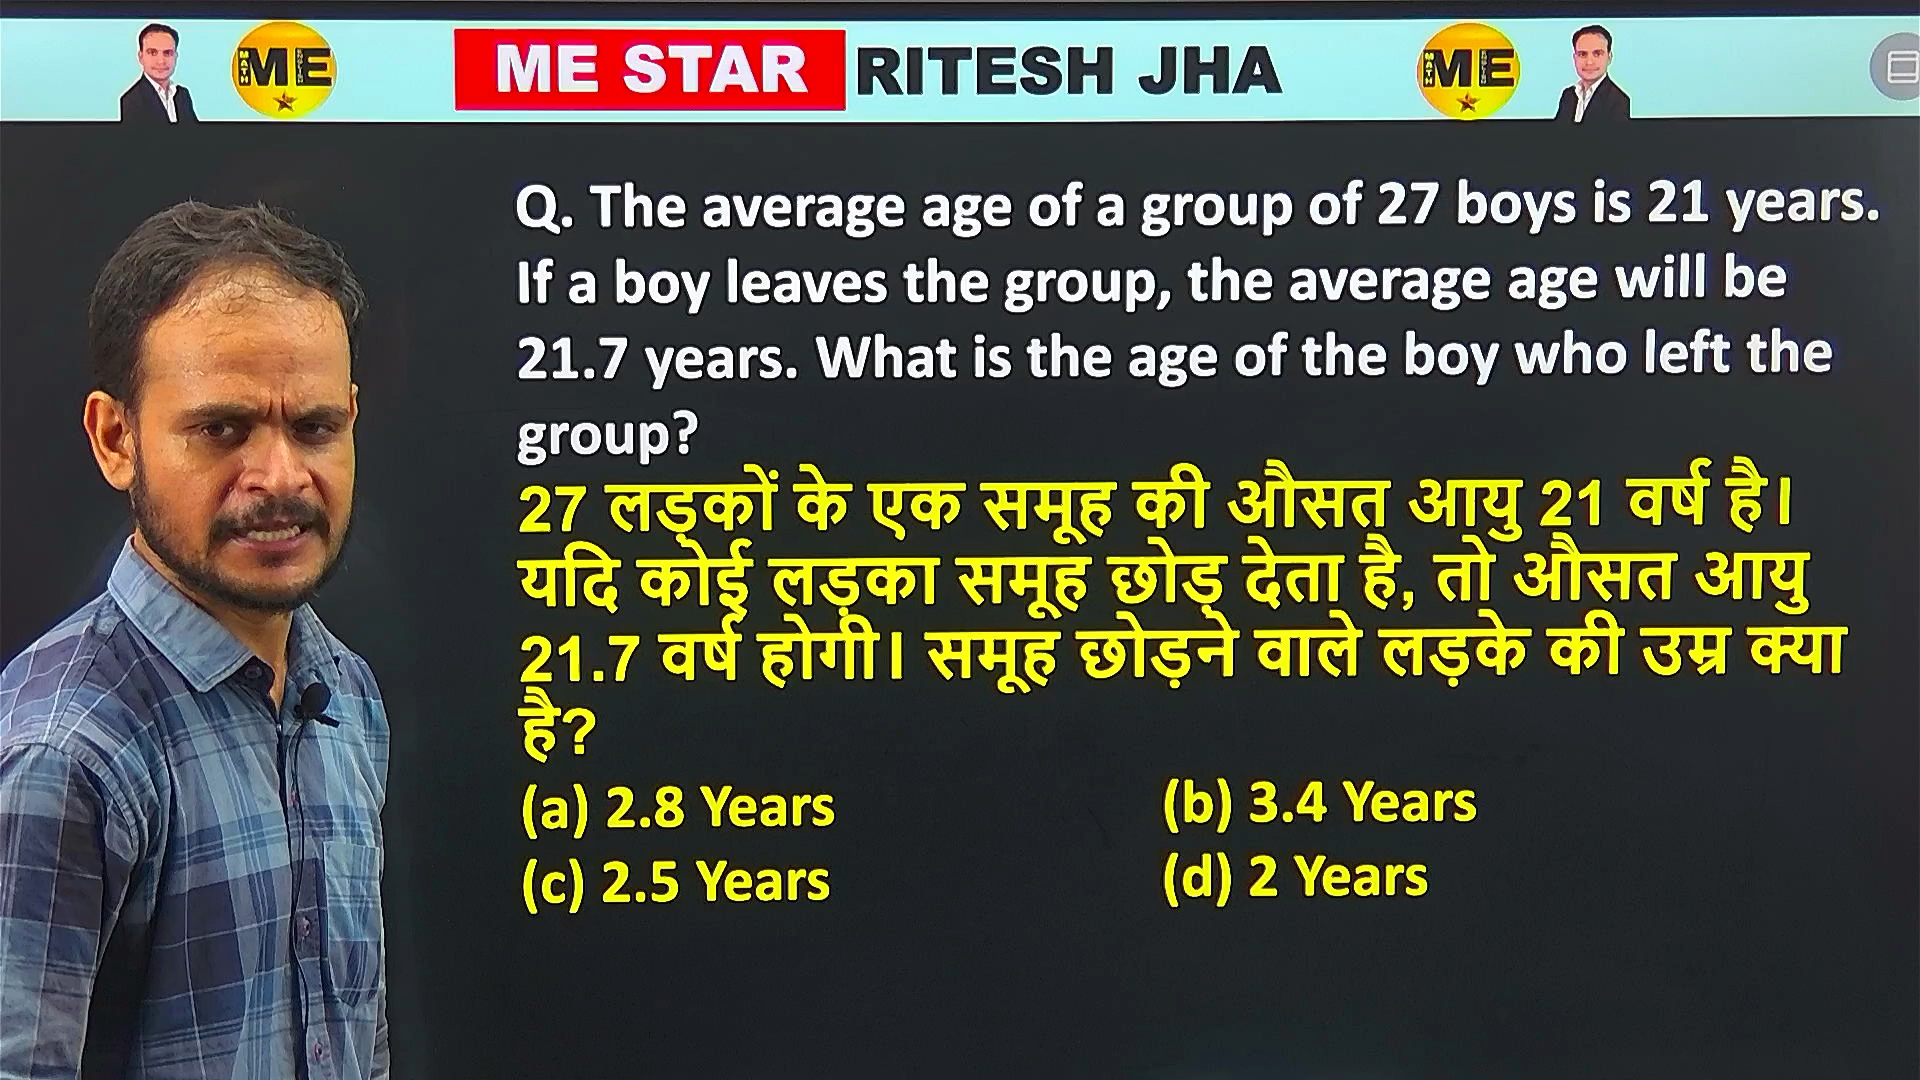 ME ME STAR RITESH JHA ME
Q. The average age of a group of 27 boys is 21 years.
If a boy leaves the group, the average age will be
21.7 years. What is the age of the boy who left the
group?
27 लड़कों के एक समूह की औसत आयु 21 वर्ष है।
यदि कोई लड़का समूह छोड़ देता है, तो औसत आयु
21.7 वर्ष होगी। समूह छोड़ने वाले लड़के की उम्र क्या
है?
(a) 2.8 Years (b) 3.4 Years
(c) 2.5 Years (d) 2 Years